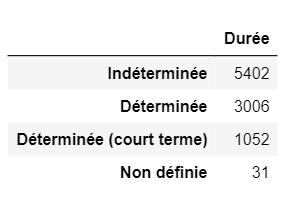 Durée
Indéterminée 5402
Déterminée 3006
Déterminée (court terme) 1052
Non définie 31